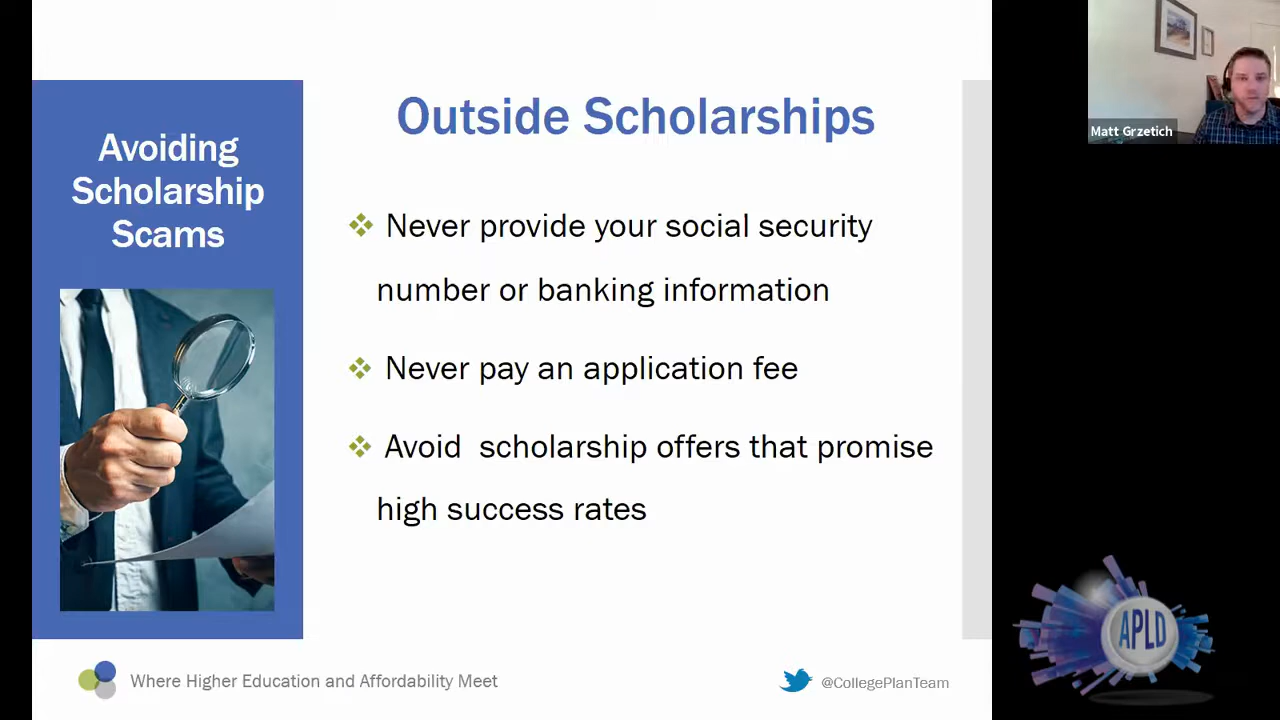 Outside Scholarships
Avoiding
Scholarship
Scams
Never provide your social security
number or banking information
Never pay an application fee
Avoid  scholarship offers that promise
high success rates
Where Higher Education and Affordability Meet
@CollegePlanTeam
Matt Grzetich
APLD